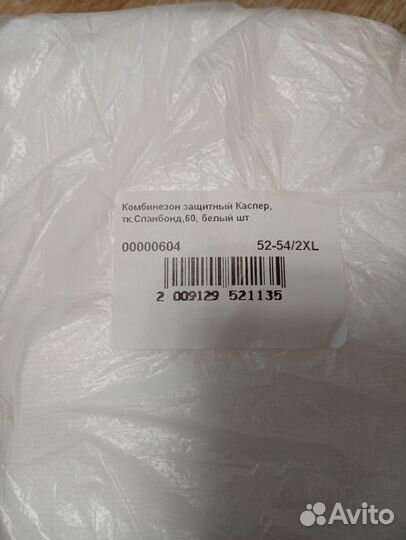 Комбинезон защитный Каспер,
тк.Спанбонд,60, белый шт
00000604 52-54/2XL
2 009129 521135
Avito